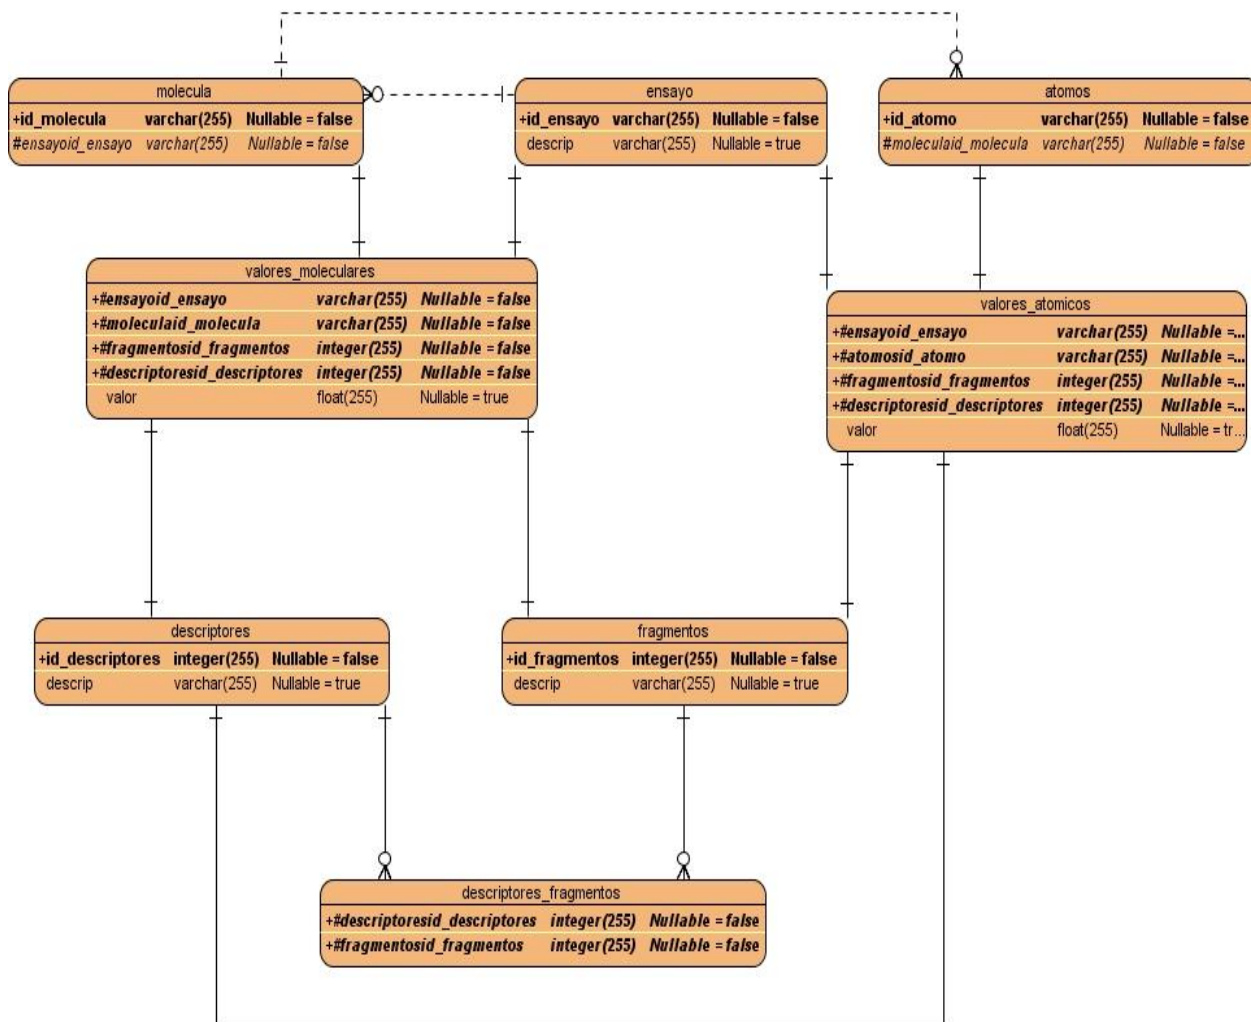 molecula
+id_molecula varchar(255) Nullable = false
#ensayoid_ensayo varchar(255) Nullable = false
ensayo
+id_ensayo varchar(255) Nullable = false
descrip varchar(255) Nullable = true
atomos
+id_atomo varchar(255) Nullable = false
#moleculaid_molecula varchar(255) Nullable = false
valores_moleculares
+#ensayoid_ensayo varchar(255) Nullable = false
+#moleculaid_molecula varchar(255) Nullable = false
+#fragmentosid_fragmentos integer(255) Nullable = false
+#descriptoresid_descriptores integer(255) Nullable = false
valor float(255) Nullable = true
valores_atomicos
+#ensayoid_ensayo varchar(255) Nullable =...
+#atomosid_atomo varchar(255) Nullable =...
+#fragmentosid_fragmentos integer(255) Nullable =...
+#descriptoresid_descriptores integer(255) Nullable =...
valor float(255) Nullable = tr...
descriptores
+id_descriptores integer(255) Nullable = false
descrip varchar(255) Nullable = true
fragmentos
+id_fragmentos integer(255) Nullable = false
descrip varchar(255) Nullable = true
descriptores_fragmentos
+#descriptoresid_descriptores integer(255) Nullable = false
+#fragmentosid_fragmentos integer(255) Nullable = false